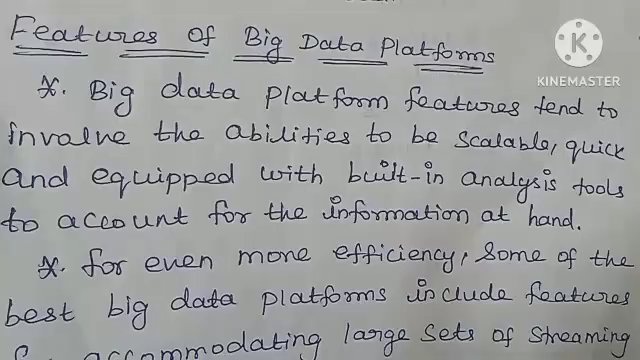 Features of Big Data Platforms
KINEMASTER
*. Big data platform features tend to
involve the abilities to be scalable, quick
and equipped with built-in analysis tools
to account for the information at hand.
*. for even more efficiency, some of the
best big data platforms include features
accommodating large sets of streaming